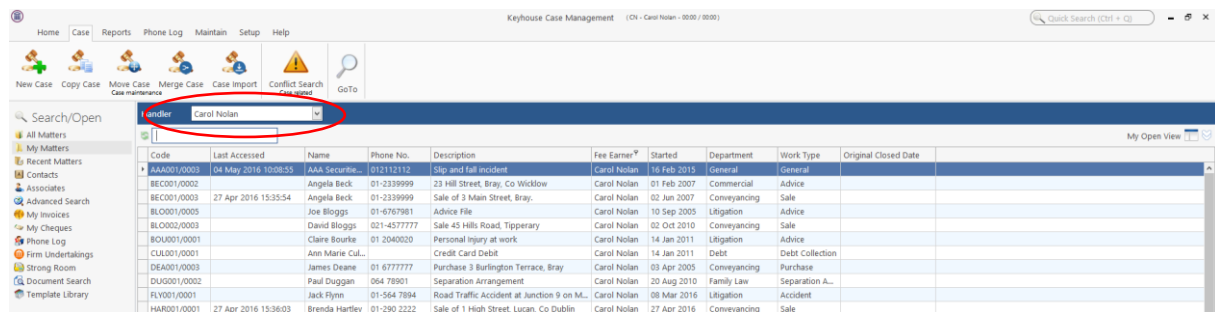 Keyhouse Case Management (CN - Carol Nolan - 00:00 / 00:00)
Quick Search (Ctrl + Q)
Home Case Reports Phone Log Maintain Setup Help
New Case Copy Case Move Case Merge Case Case Import Conflict Search GoTo
Case maintenance Case related
Search/Open
All Matters
My Matters
Recent Matters
Contacts
Associates
Advanced Search
My Invoices
My Cheques
Phone Log
Firm Undertakings
Strong Room
Document Search
Template Library
Handler Carol Nolan
My Open View
Code Last Accessed Name Phone No. Description Fee Earner Started Department Work Type Original Closed Date
AAA001/0003 04 May 2016 10:08:55 AAA Securitie... 012112112 Slip and fall incident Carol Nolan 16 Feb 2015 General General
BEC001/0002 Angela Beck 01-2339999 23 Hill Street, Bray, Co Wicklow Carol Nolan 01 Feb 2007 Commercial Advice
BEC001/0003 27 Apr 2016 15:35:54 Angela Beck 01-2339999 Sale of 3 Main Street, Bray. Carol Nolan 02 Jun 2007 Conveyancing Sale
BLO001/0005 Joe Bloggs 01-6767981 Advice File Carol Nolan 10 Sep 2005 Litigation Advice
BLO002/0003 David Bloggs 021-4577777 Sale 45 Hills Road, Tipperary Carol Nolan 02 Oct 2010 Conveyancing Sale
BOU001/0001 Claire Bourke 01 2040020 Personal Injury at work Carol Nolan 14 Jan 2011 Litigation Advice
CUL001/0001 Ann Marie Cul... Credit Card Debit Carol Nolan 14 Jan 2011 Debt Debt Collection
DEA001/0003 James Deane 01 6777777 Purchase 3 Burlington Terrace, Bray Carol Nolan 03 Apr 2005 Conveyancing Purchase
DUG001/0002 Paul Duggan 064 78901 Separation Arrangement Carol Nolan 20 Aug 2010 Family Law Separation A...
FLY001/0001 Jack Flynn 01-564 7894 Road Traffic Accident at Junction 9 on M... Carol Nolan 08 Mar 2016 Litigation Accident
HAR001/0001 27 Apr 2016 15:36:03 Brenda Hartley 01-290 2222 Sale of 1 High Street, Lucan, Co Dublin Carol Nolan 27 Apr 2016 Conveyancing Sale